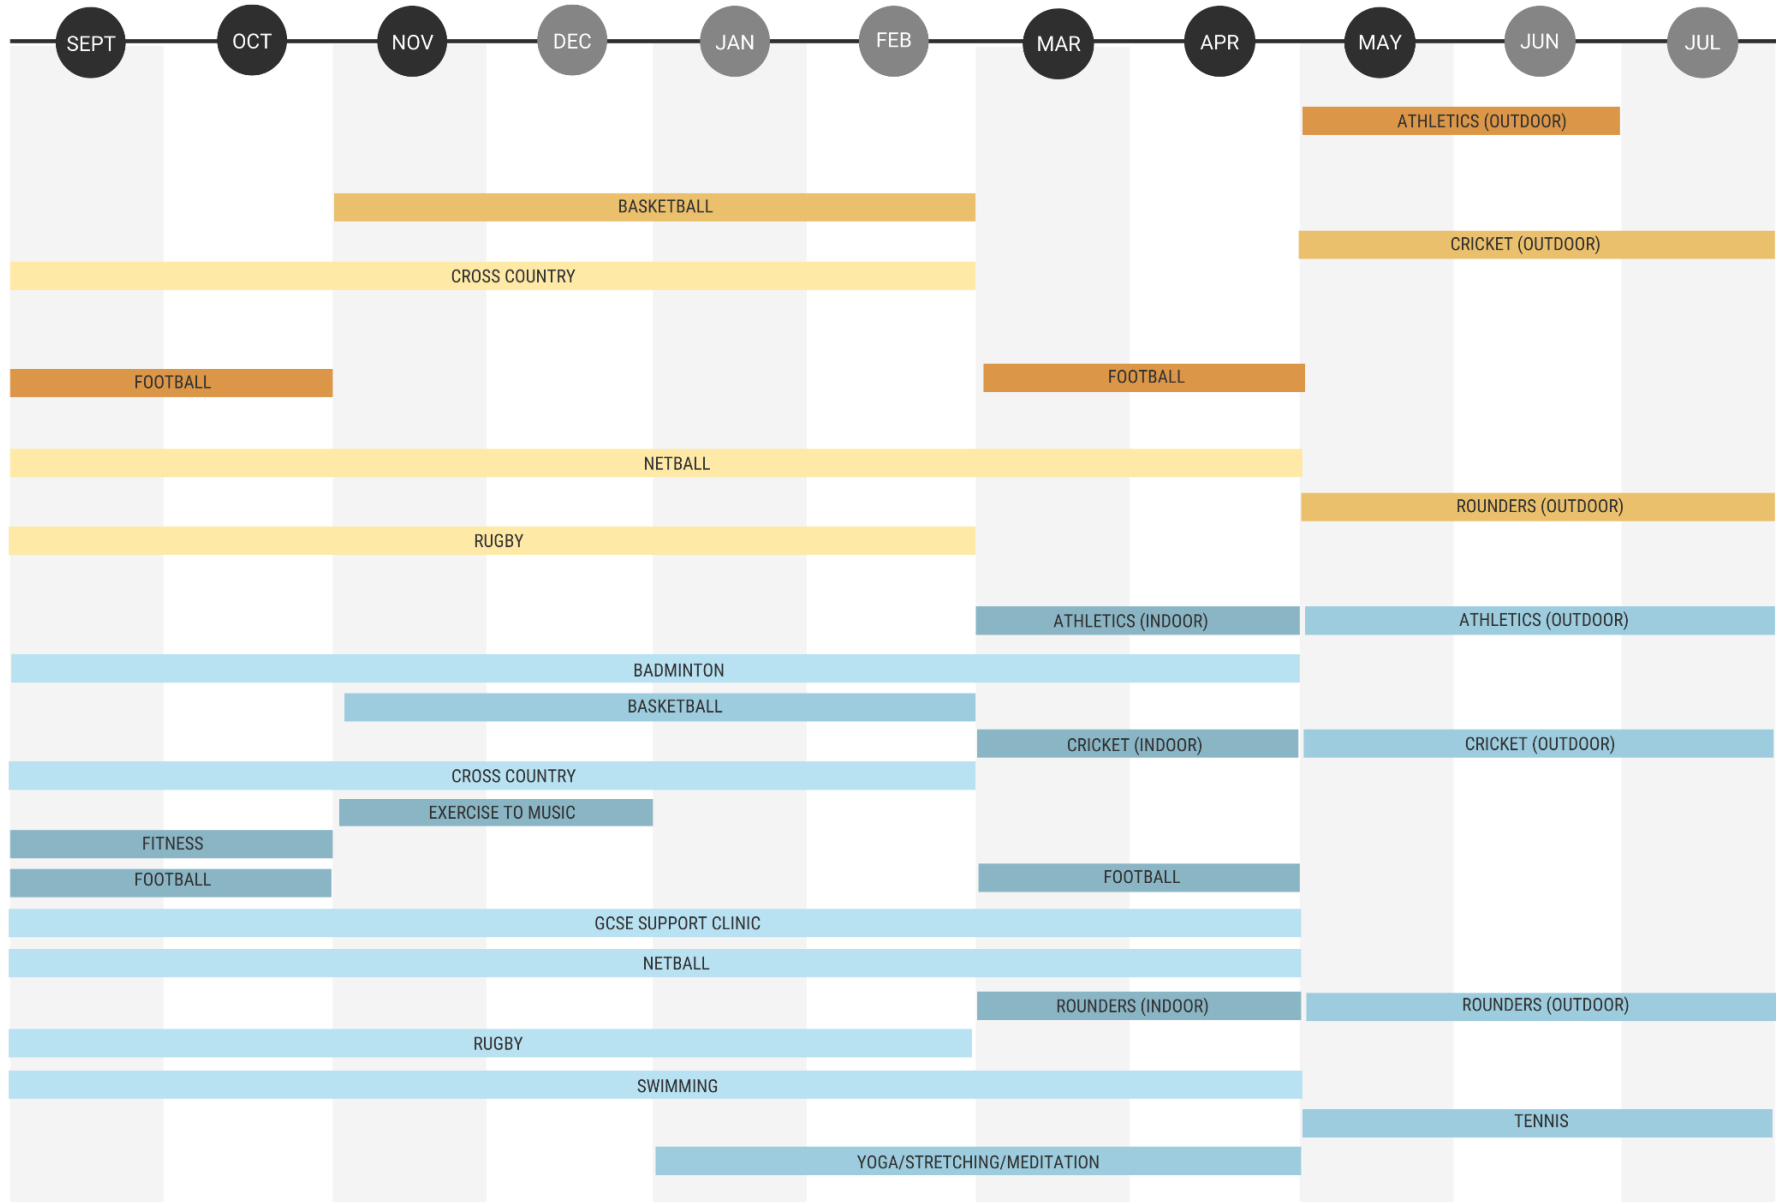 SEPT OCT NOV DEC JAN FEB MAR APR MAY JUN JUL
ATHLETICS (OUTDOOR)
BASKETBALL
CRICKET (OUTDOOR)
CROSS COUNTRY
FOOTBALL FOOTBALL
NETBALL
ROUNDERS (OUTDOOR)
RUGBY
ATHLETICS (INDOOR) ATHLETICS (OUTDOOR)
BADMINTON
BASKETBALL
CRICKET (INDOOR) CRICKET (OUTDOOR)
CROSS COUNTRY
EXERCISE TO MUSIC
FITNESS
FOOTBALL FOOTBALL
GCSE SUPPORT CLINIC
NETBALL
ROUNDERS (INDOOR) ROUNDERS (OUTDOOR)
RUGBY
SWIMMING
TENNIS
YOGA/STRETCHING/MEDITATION